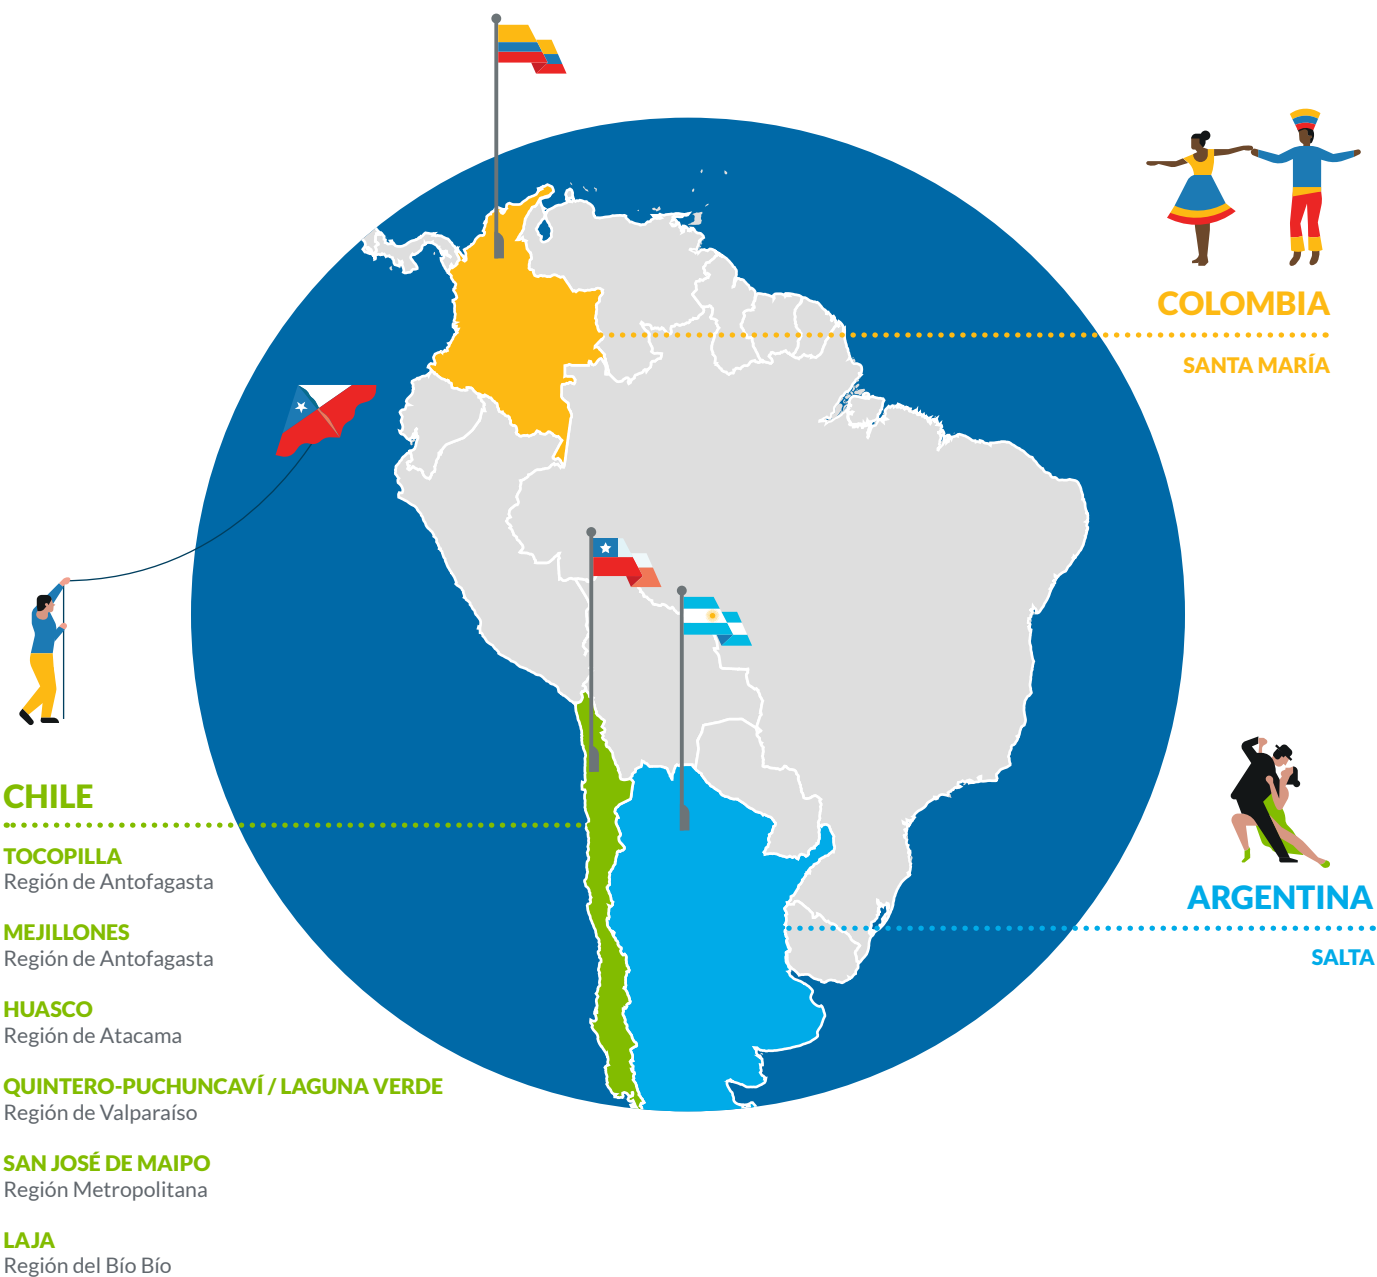 COLOMBIA
SANTA MARÍA
CHILE
TOCOPILLA
Región de Antofagasta
MEJILLONES
Región de Antofagasta
HUASCO
Región de Atacama
QUINTERO-PUCHUNCAVÍ / LAGUNA VERDE
Región de Valparaíso
SAN JOSÉ DE MAIPO
Región Metropolitana
LAJA
Región del Bío Bío
ARGENTINA
SALTA